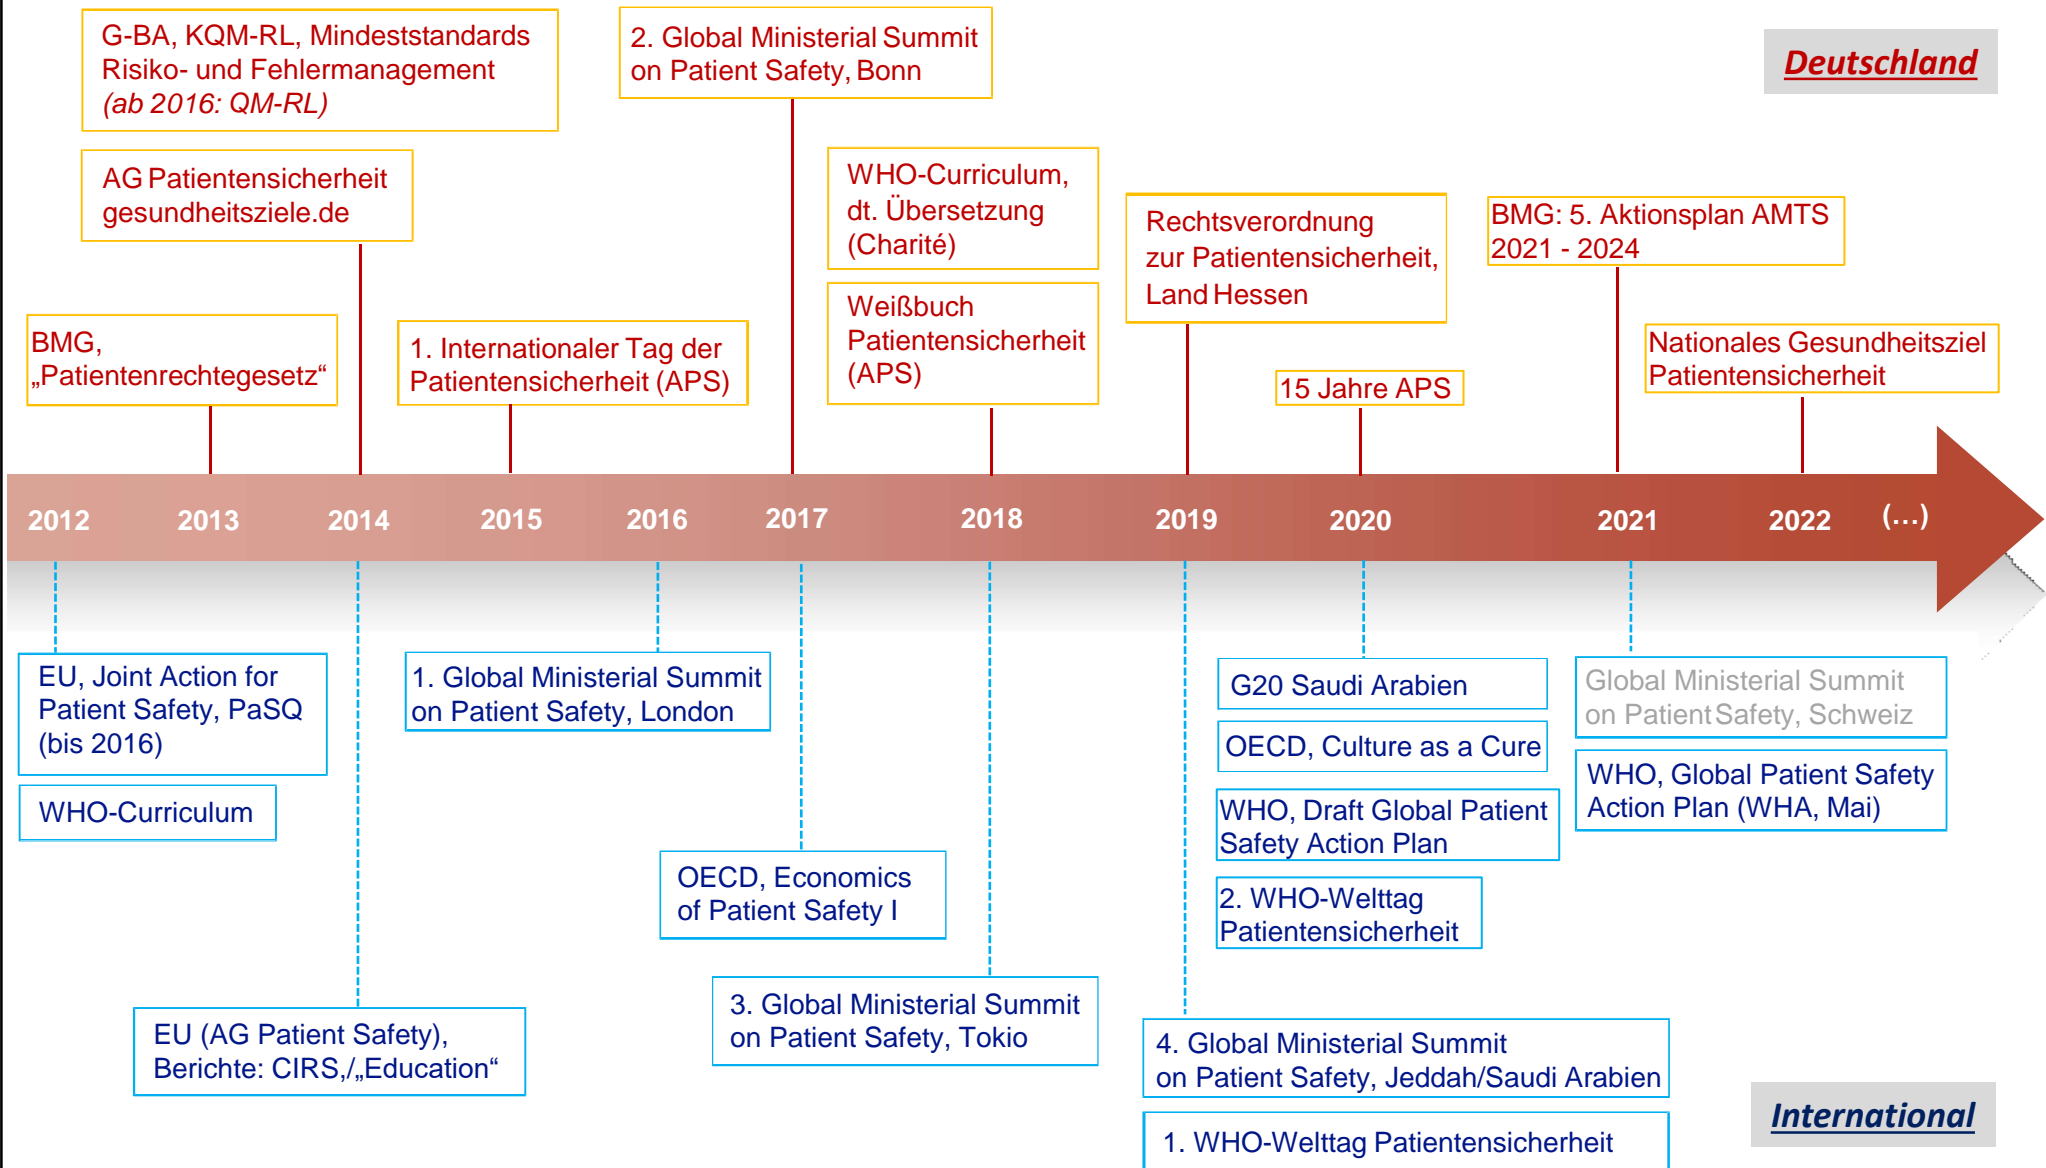 G-BA, KQM-RL, Mindeststandards
Risiko- und Fehlermanagement
(ab 2016: QM-RL)
2. Global Ministerial Summit
on Patient Safety, Bonn
Deutschland
AG Patientensicherheit
gesundheitsziele.de
WHO-Curriculum,
dt. Übersetzung
(Charité)
Rechtsverordnung
zur Patientensicherheit,
Land Hessen
BMG: 5. Aktionsplan AMTS
2021 - 2024
BMG,
„Patientenrechtegesetz“
1. Internationaler Tag der
Patientensicherheit (APS)
Weißbuch
Patientensicherheit
(APS)
15 Jahre APS
Nationales Gesundheitsziel
Patientensicherheit
2012 2013 2014 2015 2016 2017 2018 2019 2020 2021 2022 (…)
EU, Joint Action for
Patient Safety, PaSQ
(bis 2016)
WHO-Curriculum
1. Global Ministerial Summit
on Patient Safety, London
G20 Saudi Arabien
OECD, Culture as a Cure
WHO, Draft Global Patient
Safety Action Plan
2. WHO-Welttag
Patientensicherheit
Global Ministerial Summit
on Patient Safety, Schweiz
WHO, Global Patient Safety
Action Plan (WHA, Mai)
OECD, Economics
of Patient Safety I
3. Global Ministerial Summit
on Patient Safety, Tokio
EU (AG Patient Safety),
Berichte: CIRS,/„Education“
4. Global Ministerial Summit
on Patient Safety, Jeddah/Saudi Arabien
1. WHO-Welttag Patientensicherheit
International